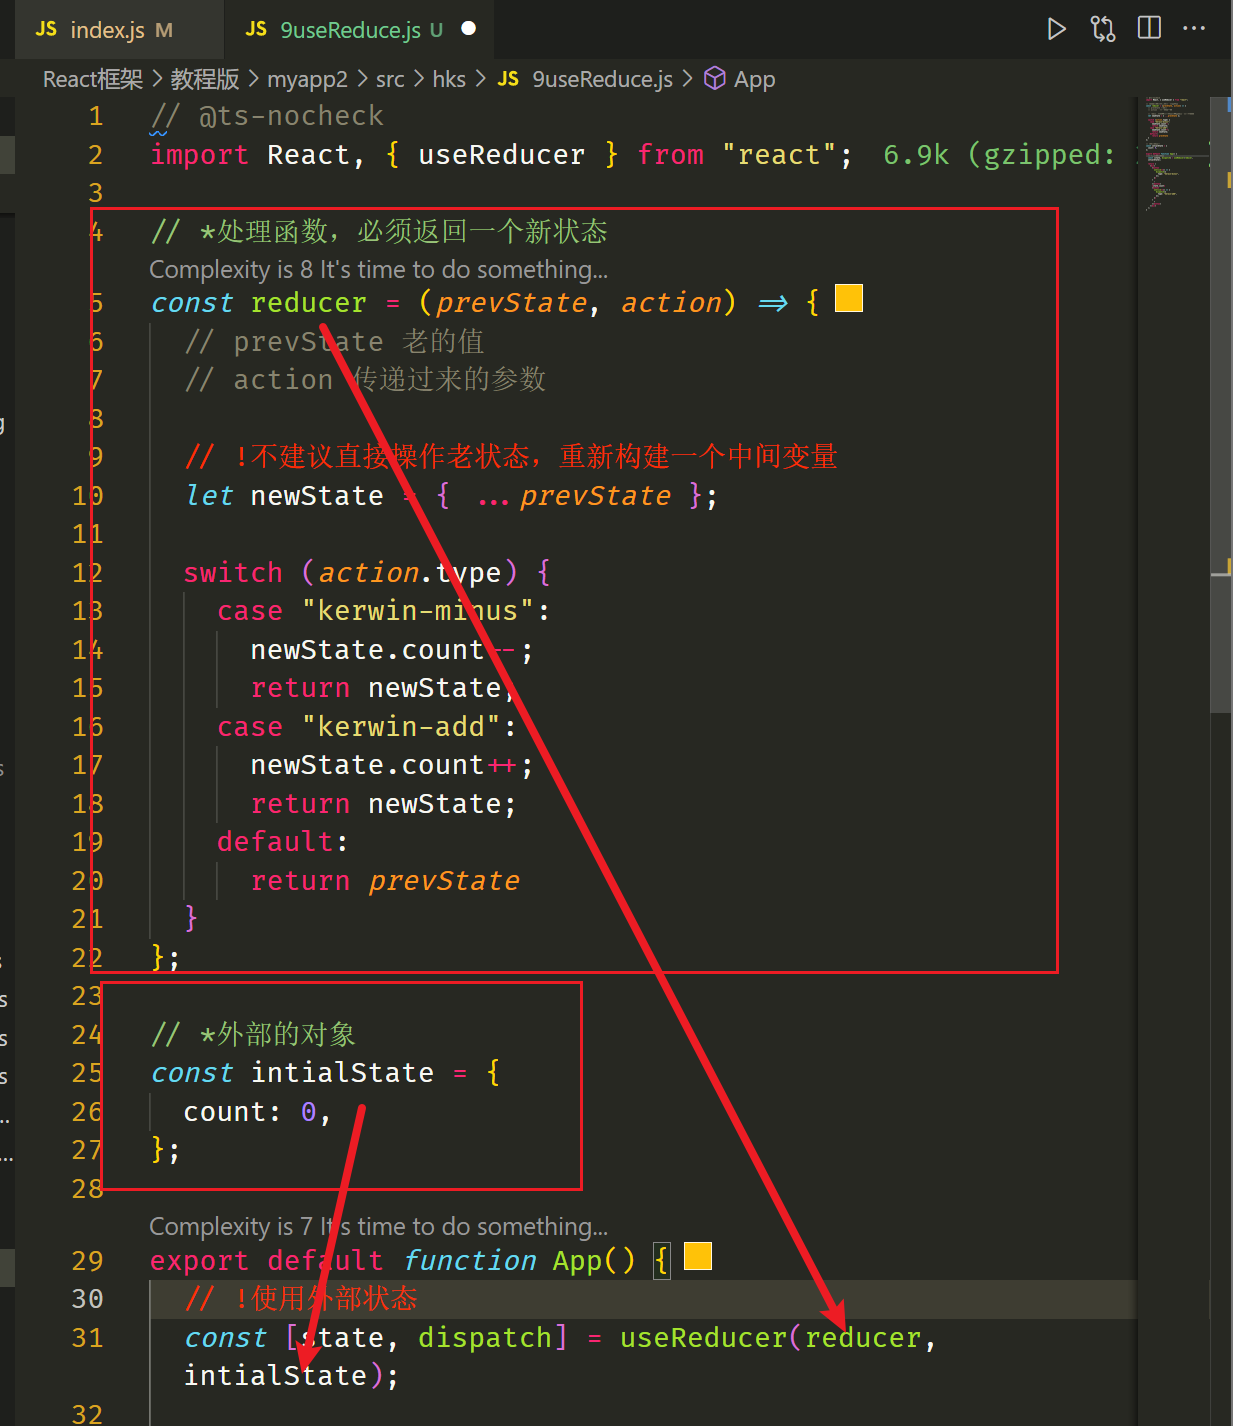 JS index.js M JS 9useReduce.js U
React框架 > 教程版 > myapp2 > src > hks > JS 9useReduce.js > App
1 // @ts-nocheck
2 import React, { useReducer } from "react"; 6.9k (gzipped:
3
4 // *处理函数，必须返回一个新状态
Complexity is 8 It's time to do something...
5 const reducer = (prevState, action) => {
6 // prevState 老的值
7 // action 传递过来的参数
8
9 // !不建议直接操作老状态，重新构建一个中间变量
10 let newState = { ...prevState };
11
12 switch (action.type) {
13 case "kerwin-minus":
14 newState.count--;
15 return newState;
16 case "kerwin-add":
17 newState.count++;
18 return newState;
19 default:
20 return prevState
21 }
22 };
23
24 // *外部的对象
25 const intialState = {
26 count: 0,
27 };
28
Complexity is 7 It's time to do something...
29 export default function App() {
30 // !使用外部状态
31 const [state, dispatch] = useReducer(reducer,
intialState);
32